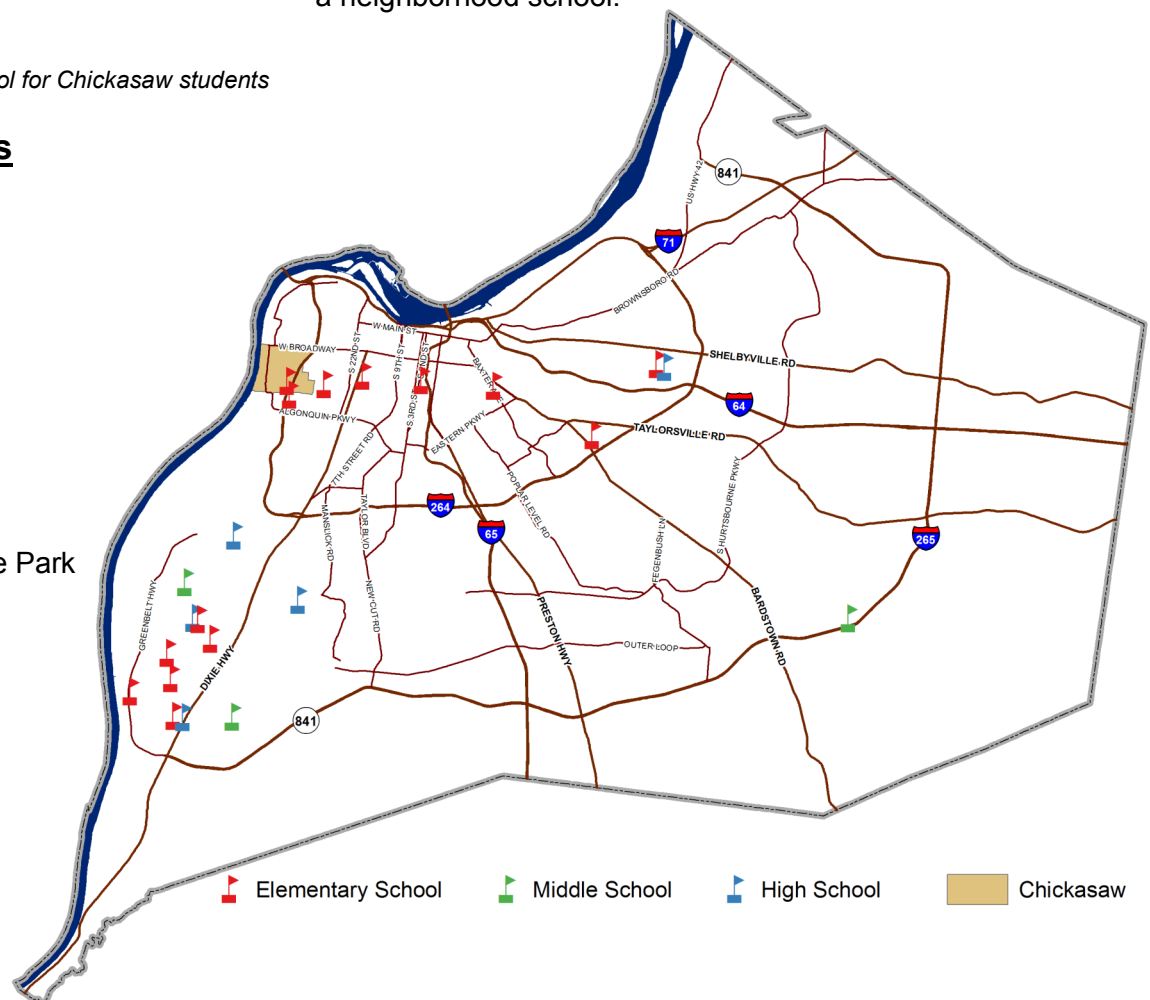 a neighborhood school.
ol for Chickasaw students
s
841
US HWY 42
71
BROWNSBORO RD
W MAIN ST
W BROADWAY
S 22ND ST
S 9TH ST
2ND ST
S 3RD S
BAXTER
SHELBYVILLE RD
64
ALGONQUIN PKWY
7TH STREET RD
EASTERN PKWY
TAYLORSVILLE RD
264
65
265
MANSLICK RD
TAYLOR BLVD
POPLAR LEVEL RD
S HURTSBOURNE PKWY
FEGENBUSH LN
e Park
GREENBELT HWY
NEW CUT RD
PRESTON HWY
BARDSTOWN RD
OUTER LOOP
DIXIE HWY
841
Elementary School
Middle School
High School
Chickasaw